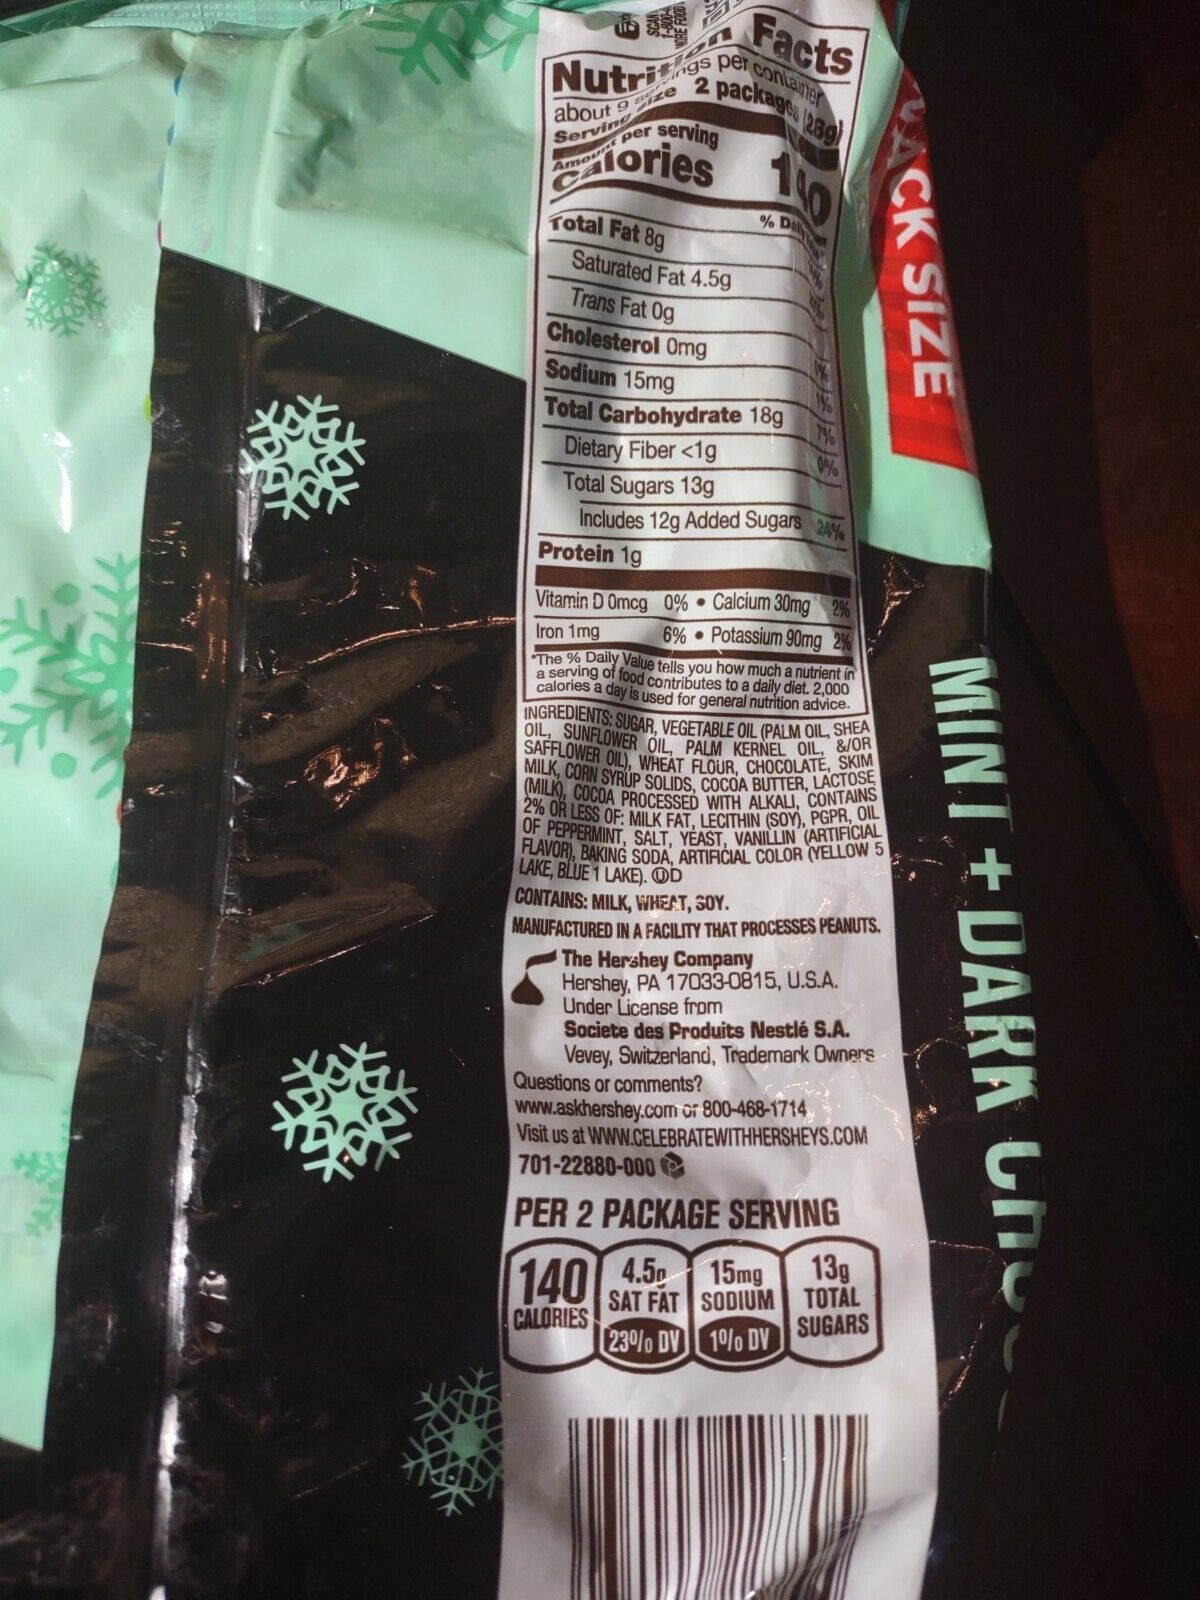 Nutrition Facts
about 9 servings per container
Serving size 2 packages (28g)
Amount per serving
Calories 140
% Daily
Total Fat 8g
Saturated Fat 4.5g
Trans Fat 0g
Cholesterol 0mg 0%
Sodium 15mg 1%
Total Carbohydrate 18g 7%
Dietary Fiber <1g 0%
Total Sugars 13g
Includes 12g Added Sugars 24%
Protein 1g
Vitamin D 0mcg 0% • Calcium 30mg 2%
Iron 1mg 6% • Potassium 90mg 2%
*The % Daily Value tells you how much a nutrient in
a serving of food contributes to a daily diet. 2,000
calories a day is used for general nutrition advice.
INGREDIENTS: SUGAR, VEGETABLE OIL (PALM OIL, SHEA
OIL, SUNFLOWER OIL, PALM KERNEL OIL, &/OR
SAFFLOWER OIL), WHEAT FLOUR, CHOCOLATE, SKIM
MILK, CORN SYRUP SOLIDS, COCOA BUTTER, LACTOSE
(MILK), COCOA PROCESSED WITH ALKALI, CONTAINS
2% OR LESS OF: MILK FAT, LECITHIN (SOY), PGPR, OIL
OF PEPPERMINT, SALT, YEAST, VANILLIN (ARTIFICIAL
FLAVOR), BAKING SODA, ARTIFICIAL COLOR (YELLOW 5
LAKE, BLUE 1 LAKE). ⓊD
CONTAINS: MILK, WHEAT, SOY.
MANUFACTURED IN A FACILITY THAT PROCESSES PEANUTS.
The Hershey Company
Hershey, PA 17033-0815, U.S.A.
Under License from
Societe des Produits Nestlé S.A.
Vevey, Switzerland, Trademark Owners
Questions or comments?
www.askhershey.com or 800-468-1714
Visit us at WWW.CELEBRATEWITHHERSHEYS.COM
701-22880-000
PER 2 PACKAGE SERVING
140 CALORIES
4.5g SAT FAT 23% DV
15mg SODIUM 1% DV
13g TOTAL SUGARS
SIZE
MINT + DARK